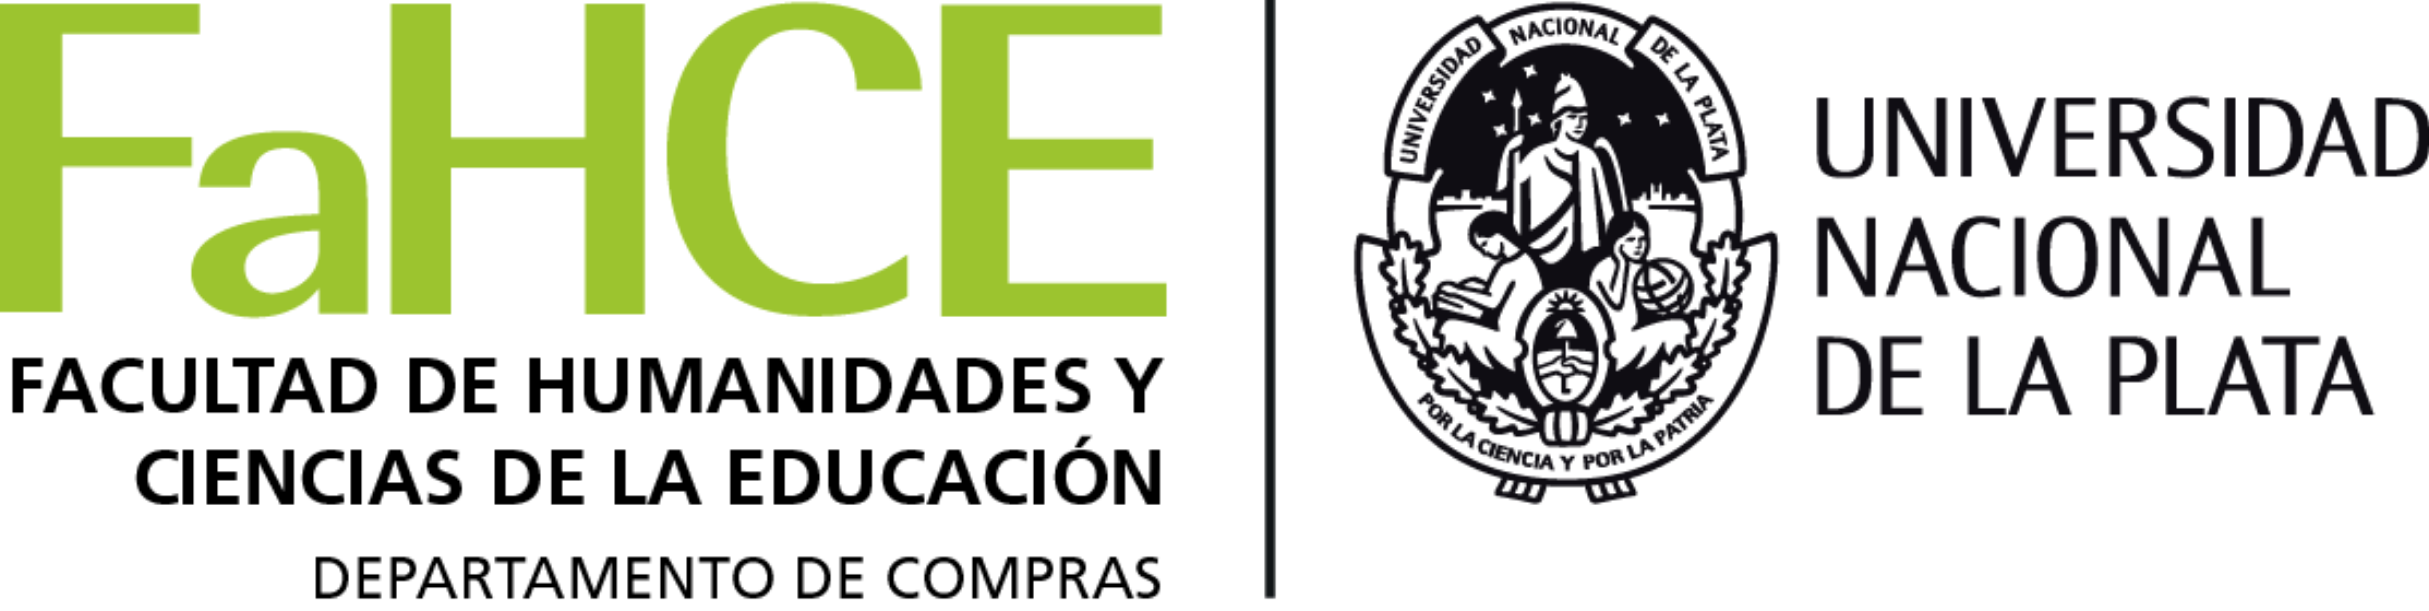 FaHCE
FACULTAD DE HUMANIDADES Y
CIENCIAS DE LA EDUCACIÓN
DEPARTAMENTO DE COMPRAS
UNIVERSIDAD NACIONAL DE LA PLATA
POR LA CIENCIA Y POR LA PATRIA
UNIVERSIDAD
NACIONAL
DE LA PLATA